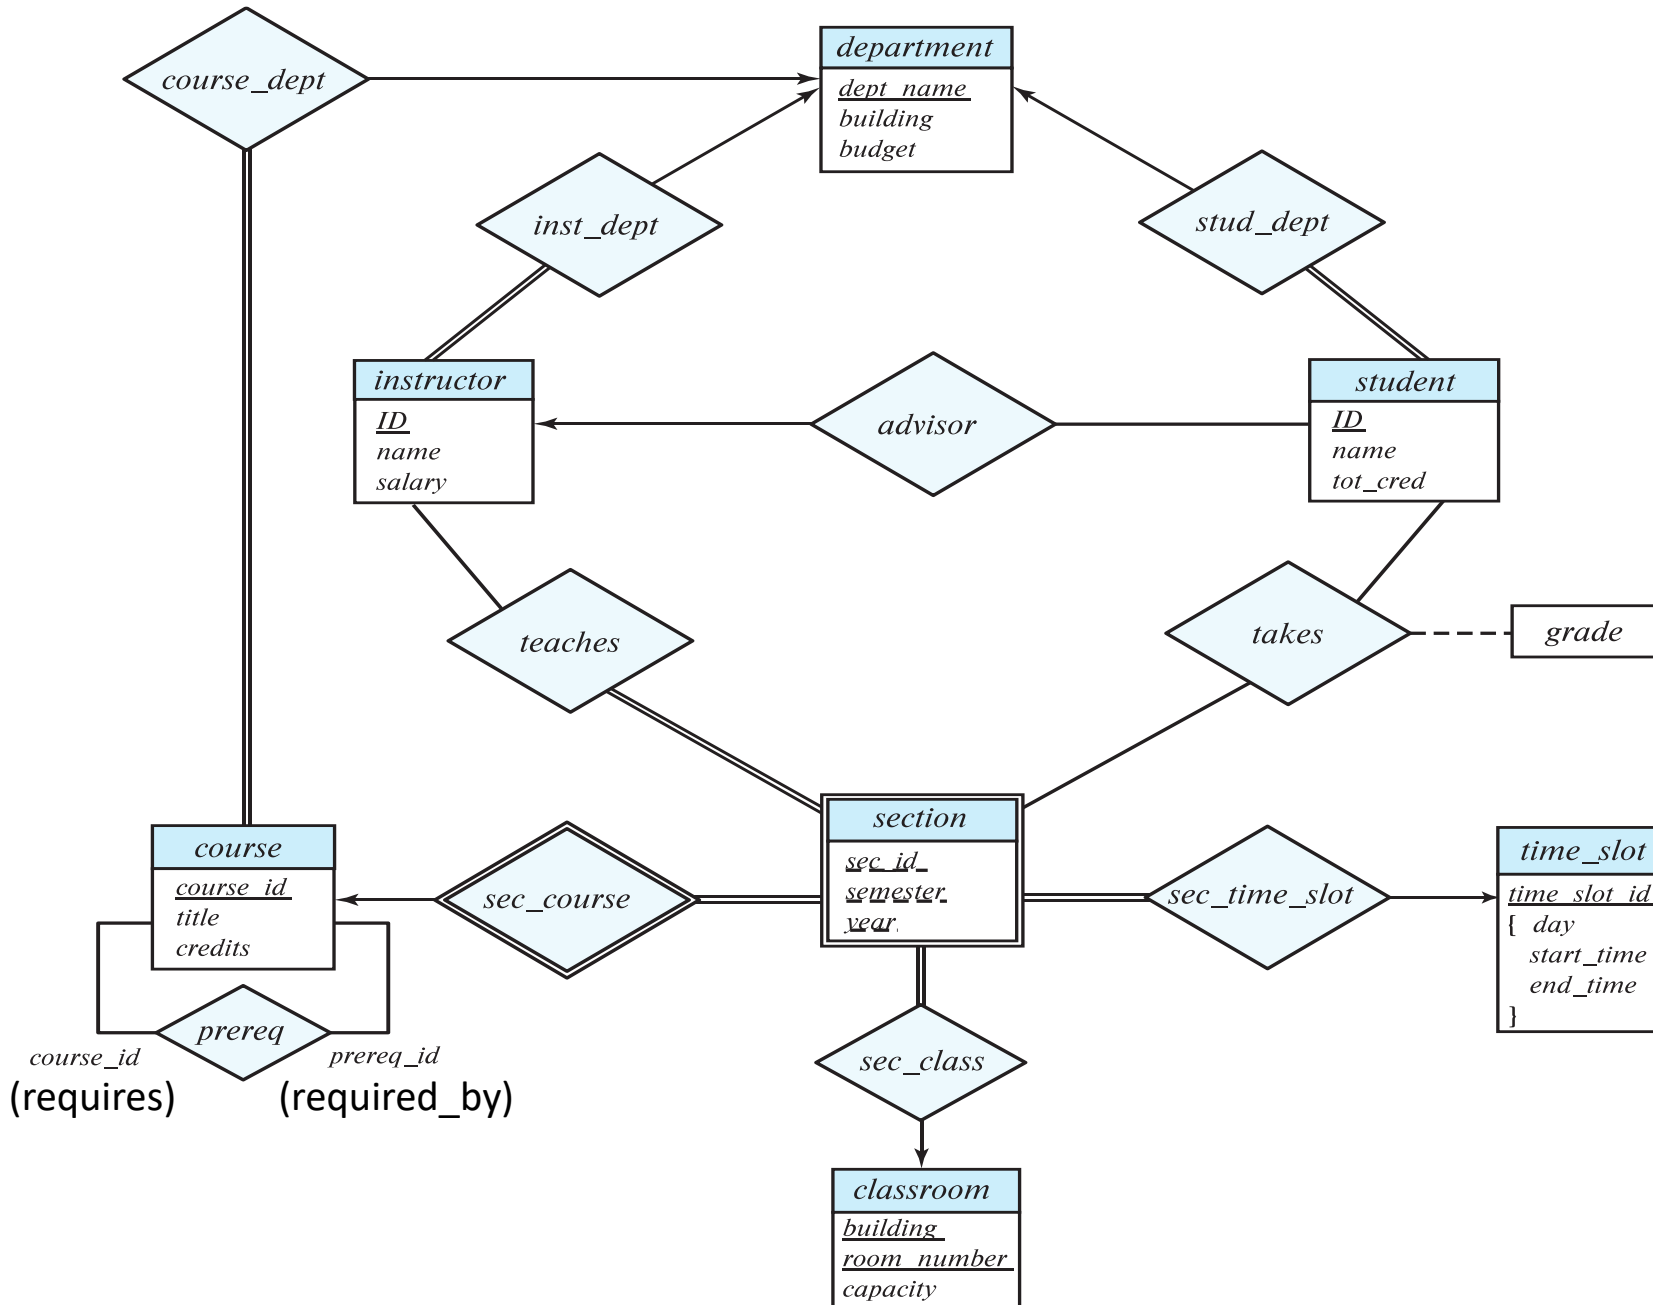 department
course_dept
dept_name
building
budget
inst_dept
stud_dept
instructor
ID
name
salary
advisor
student
ID
name
tot_cred
teaches
takes
grade
course
course_id
title
credits
sec_course
section
sec_id
semester
year
sec_time_slot
time_slot
time_slot_id
{ day
start_time
end_time
}
prereq
course_id
(requires)
prereq_id
(required_by)
sec_class
classroom
building
room_number
capacity